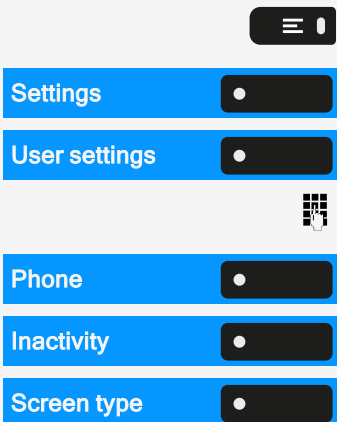 Settings
User settings
Phone
Inactivity
Screen type